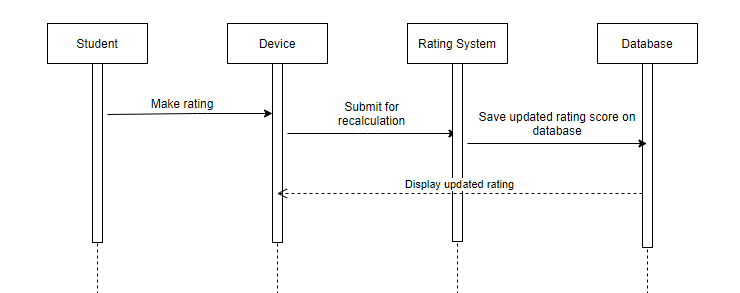 Student
Device
Rating System
Database
Make rating
Submit for
recalculation
Save updated rating score on
database
Display updated rating